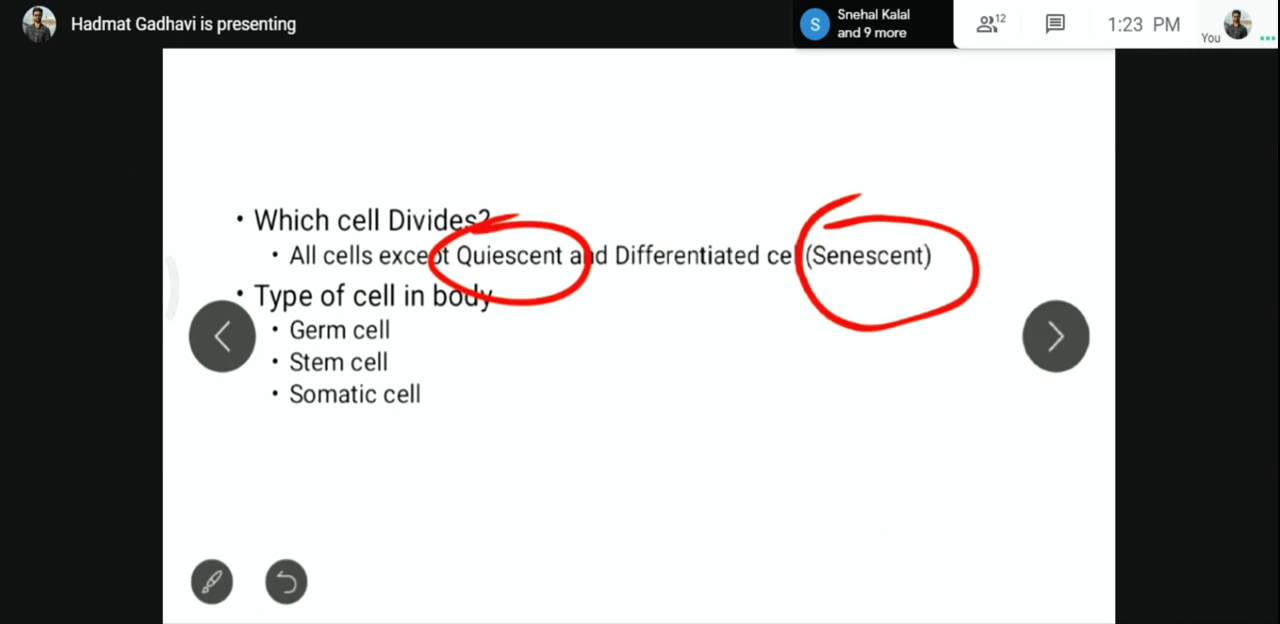 Hadmat Gadhavi is presenting
S
Snehal Kalal
and 9 more
12
1:23 PM
You
• Which cell Divides?
• All cells except Quiescent and Differentiated cel (Senescent)
• Type of cell in body
• Germ cell
• Stem cell
• Somatic cell